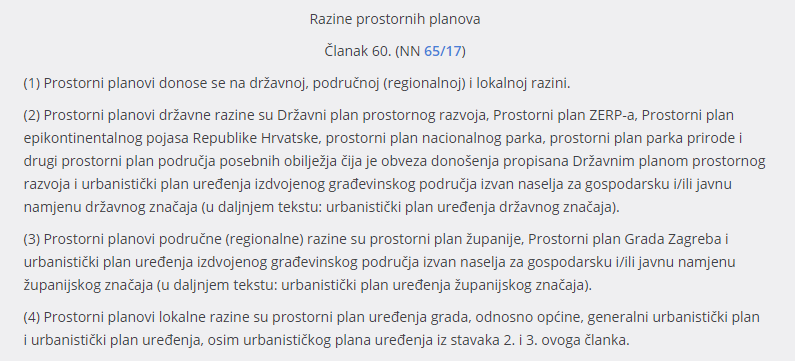 Razine prostornih planova
Članak 60. (NN 65/17)
(1) Prostorni planovi donose se na državnoj, područnoj (regionalnoj) i lokalnoj razini.
(2) Prostorni planovi državne razine su Državni plan prostornog razvoja, Prostorni plan ZERP-a, Prostorni plan
epikontinentalnog pojasa Republike Hrvatske, prostorni plan nacionalnog parka, prostorni plan parka prirode i
drugi prostorni plan područja posebnih obilježja čija je obveza donošenja propisana Državnim planom prostornog
razvoja i urbanistički plan uređenja izdvojenog građevinskog područja izvan naselja za gospodarsku i/ili javnu
namjenu državnog značaja (u daljnjem tekstu: urbanistički plan uređenja državnog značaja).
(3) Prostorni planovi područne (regionalne) razine su prostorni plan županije, Prostorni plan Grada Zagreba i
urbanistički plan uređenja izdvojenog građevinskog područja izvan naselja za gospodarsku i/ili javnu namjenu
županijskog značaja (u daljnjem tekstu: urbanistički plan uređenja županijskog značaja).
(4) Prostorni planovi lokalne razine su prostorni plan uređenja grada, odnosno općine, generalni urbanistički plan
i urbanistički plan uređenja, osim urbanističkog plana uređenja iz stavaka 2. i 3. ovoga članka.